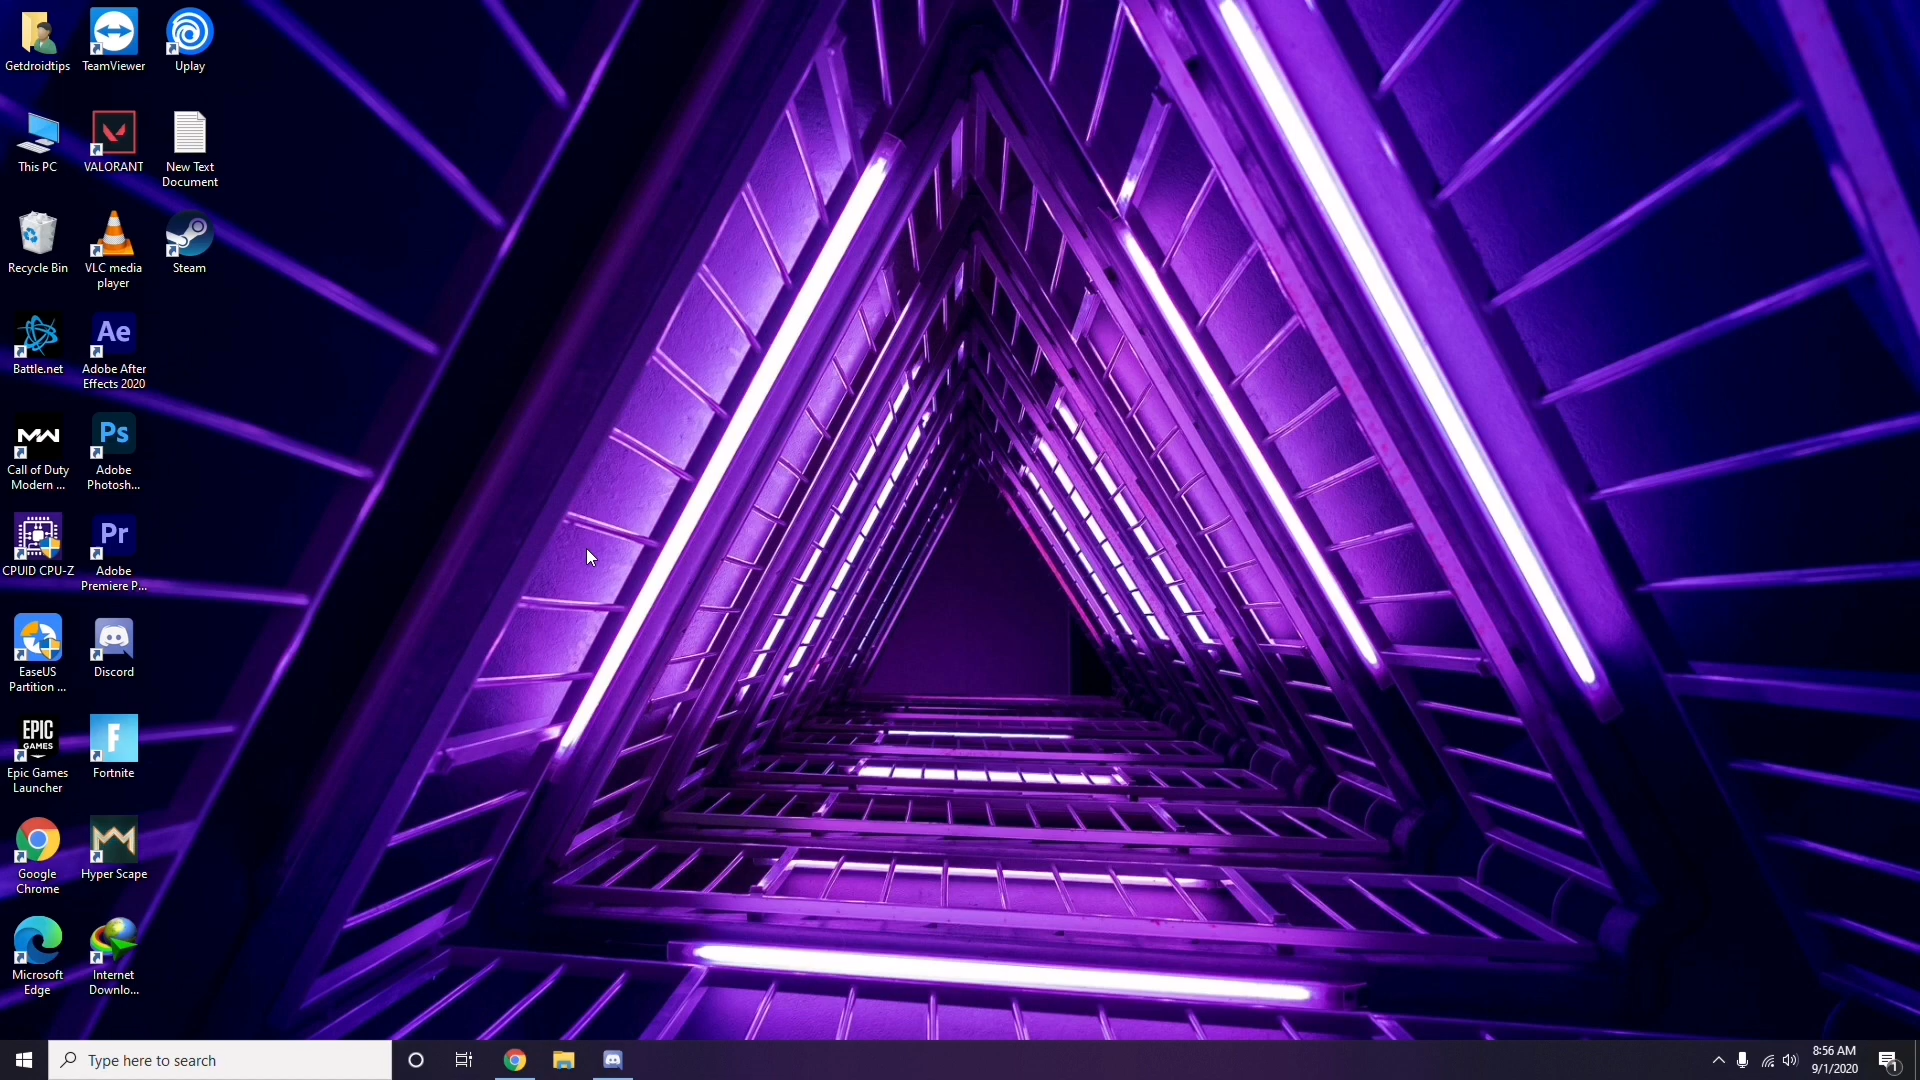 Getdroidtips
TeamViewer
Uplay
This PC
VALORANT
New Text
Document
Recycle Bin
VLC media
player
Steam
Battle.net
Ae
Adobe After
Effects 2020
MW
Call of Duty
Modern ...
Ps
Adobe
Photosh...
CPUID CPU-Z
Pr
Adobe
Premiere P...
EaseUS
Partition ...
Discord
EPIC
GAMES
Epic Games
Launcher
F
Fortnite
Google
Chrome
Hyper Scape
Microsoft
Edge
Internet
Downlo...
Type here to search
8:56 AM
9/1/2020
1